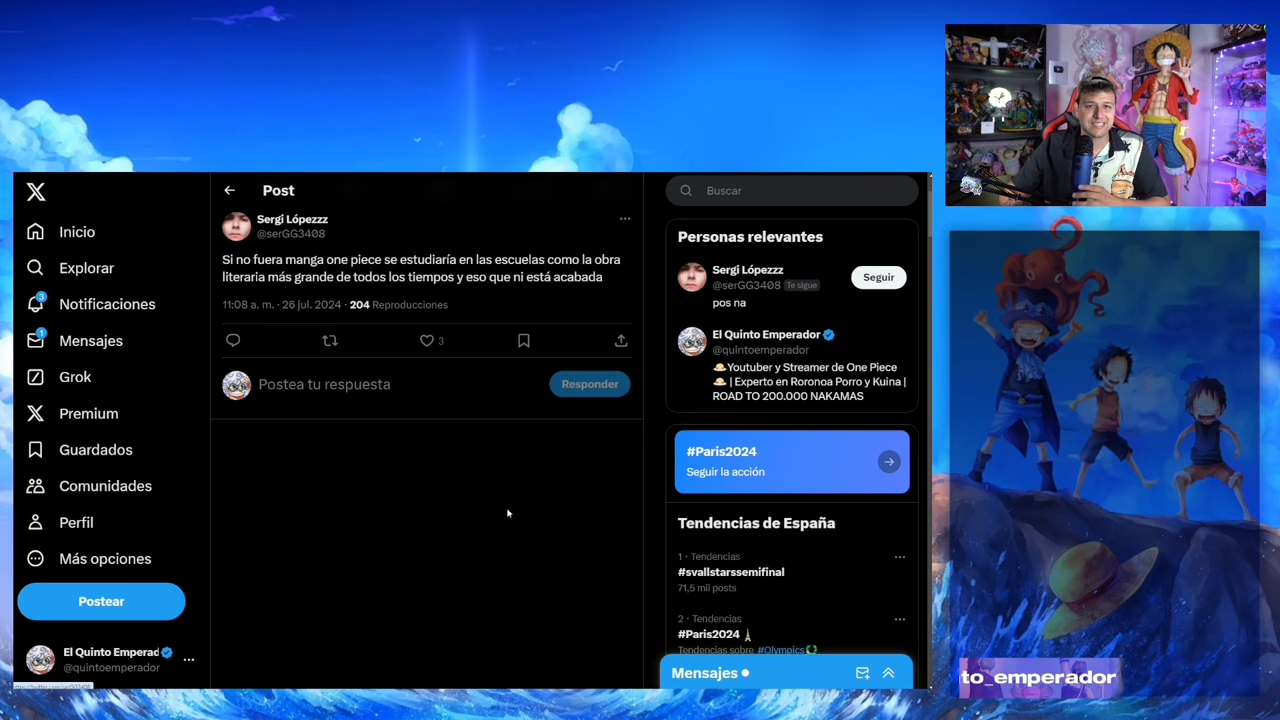 Inicio
Explorar
3
Notificaciones
1
Mensajes
Grok
Premium
Guardados
Comunidades
Perfil
Más opciones
Postear
El Quinto Emperad
@quintoemperador
Post
Sergi Lópezzz
@serGG3408
Si no fuera manga one piece se estudiaría en las escuelas como la obra
literaria más grande de todos los tiempos y eso que ni está acabada
11:08 a. m. · 26 jul. 2024 · 204 Reproducciones
3
Postea tu respuesta
Responder
Buscar
Personas relevantes
Sergi Lópezzz
@serGG3408 Te sigue
Seguir
pos na
El Quinto Emperador
@quintoemperador
Youtuber y Streamer de One Piece
| Experto en Roronoa Porro y Kuina |
ROAD TO 200.000 NAKAMAS
#Paris2024
Seguir la acción
Tendencias de España
1 · Tendencias
#svallstarssemifinal
71,5 mil posts
2 · Tendencias
#Paris2024
Tendencias sobre #Olympics
Mensajes
to_emperador